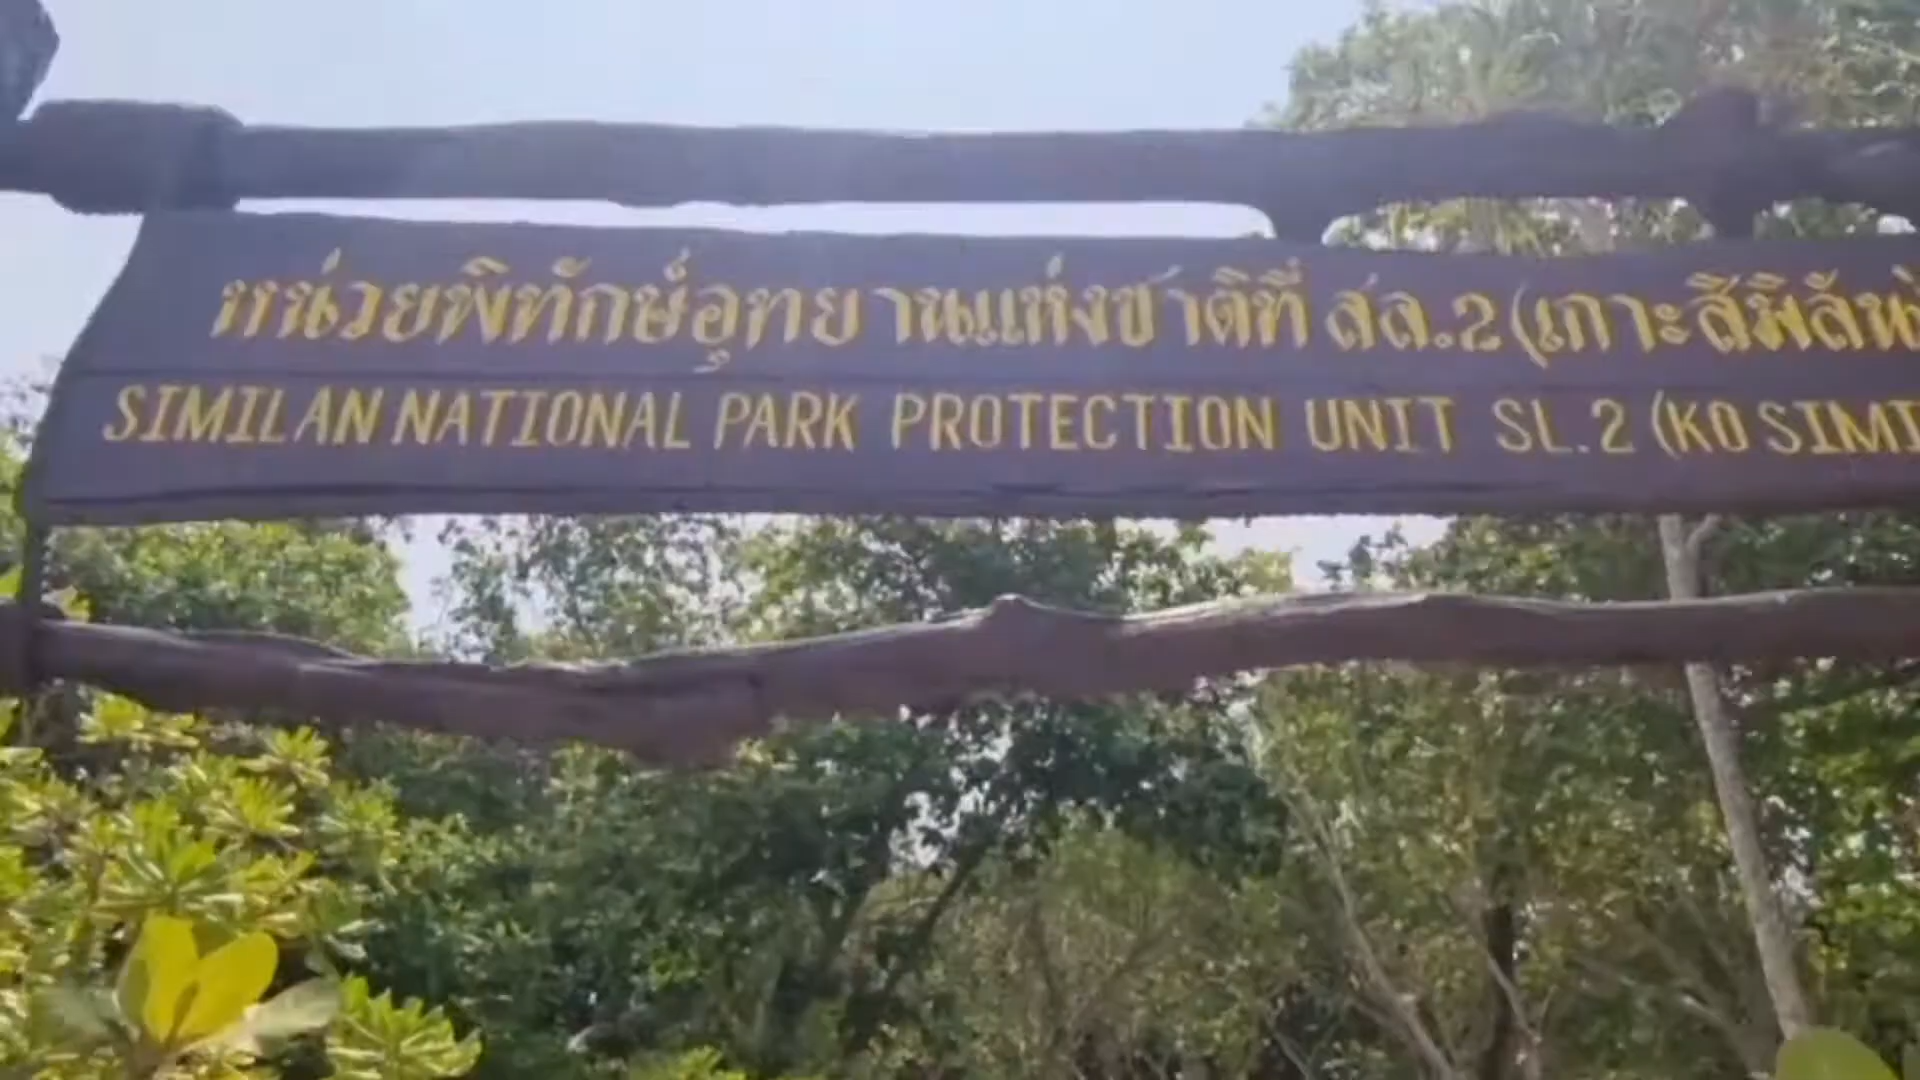 หน่วยพิทักษ์อุทยานแห่งชาติที่ สล.2 (เกาะสิมิลัน
SIMILAN NATIONAL PARK PROTECTION UNIT SL.2 (KO SIMI